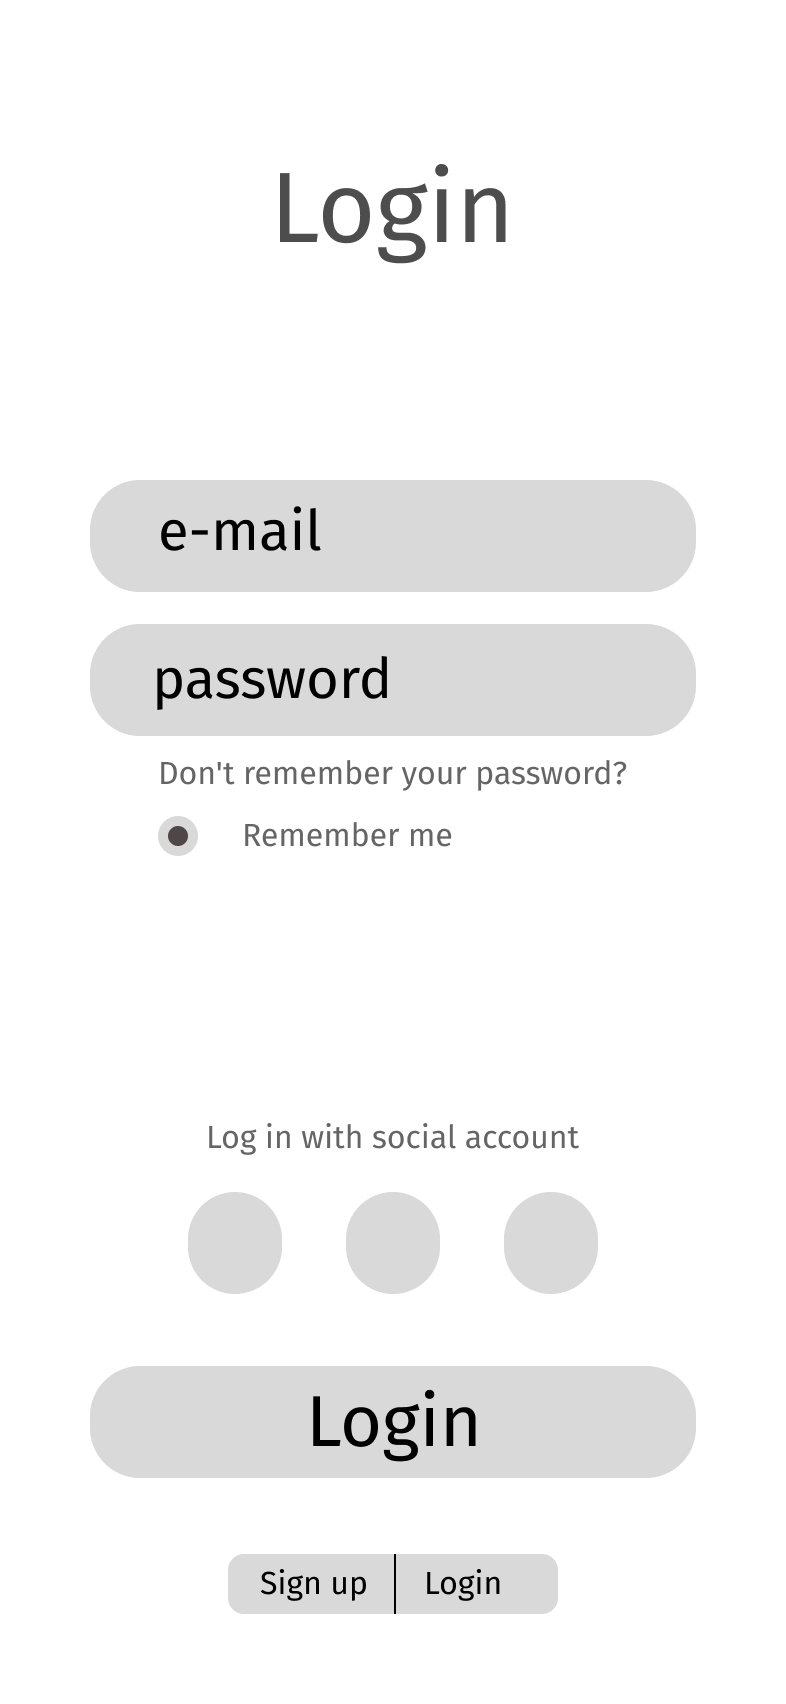 Login
e-mail
password
Don't remember your password?
Remember me
Log in with social account
Login
Sign up
Login